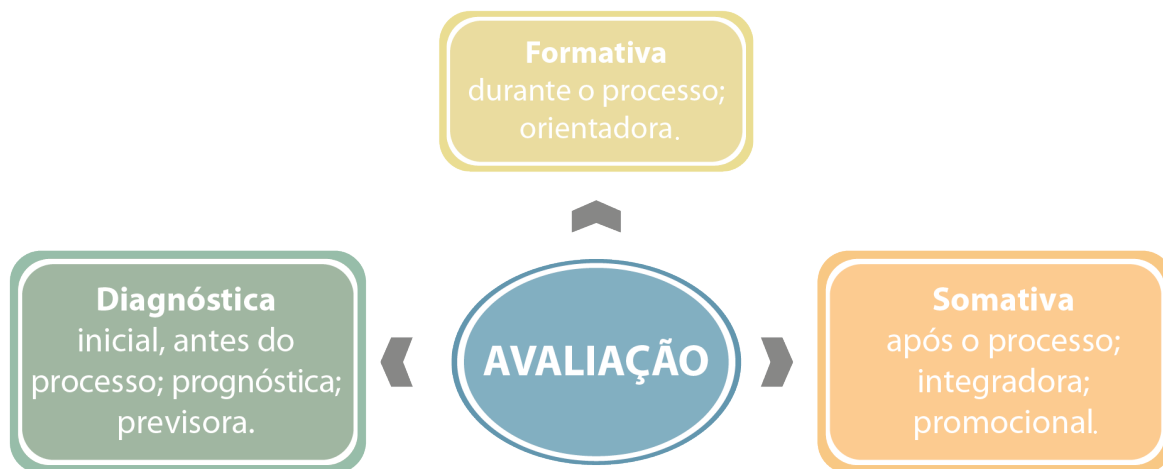 Formativa
durante o processo;
orientadora.
Diagnóstica
inicial, antes do
processo; prognóstica;
previsora.
AVALIAÇÃO
Somativa
após o processo;
integradora;
promocional.